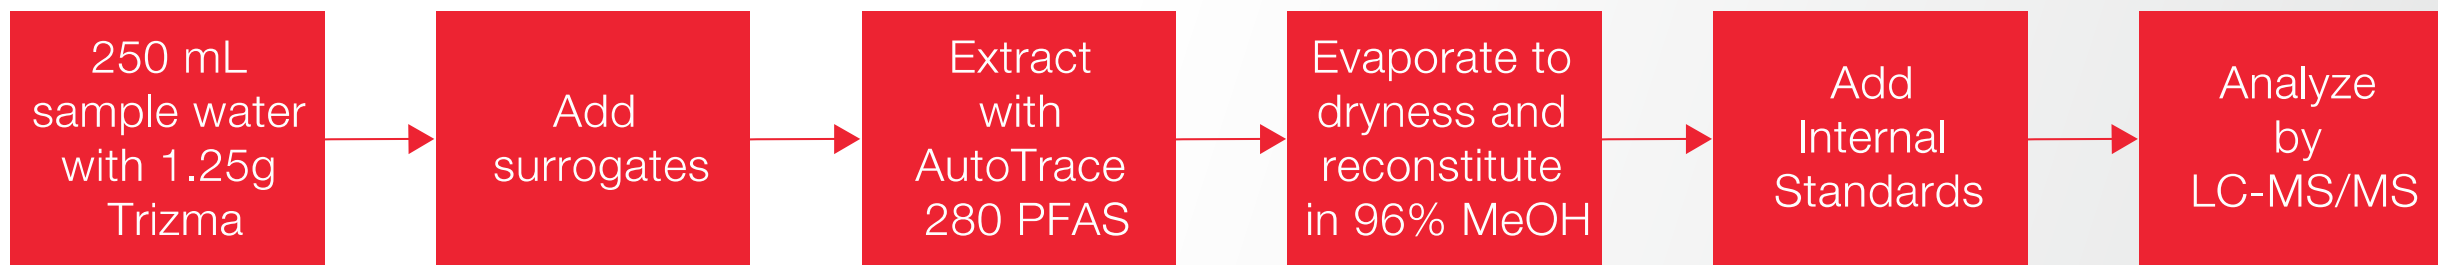 250 mL
sample water
with 1.25g
Trizma
Add
surrogates
Extract
with
AutoTrace
280 PFAS
Evaporate to
dryness and
reconstitute
in 96% MeOH
Add
Internal
Standards
Analyze
by
LC-MS/MS